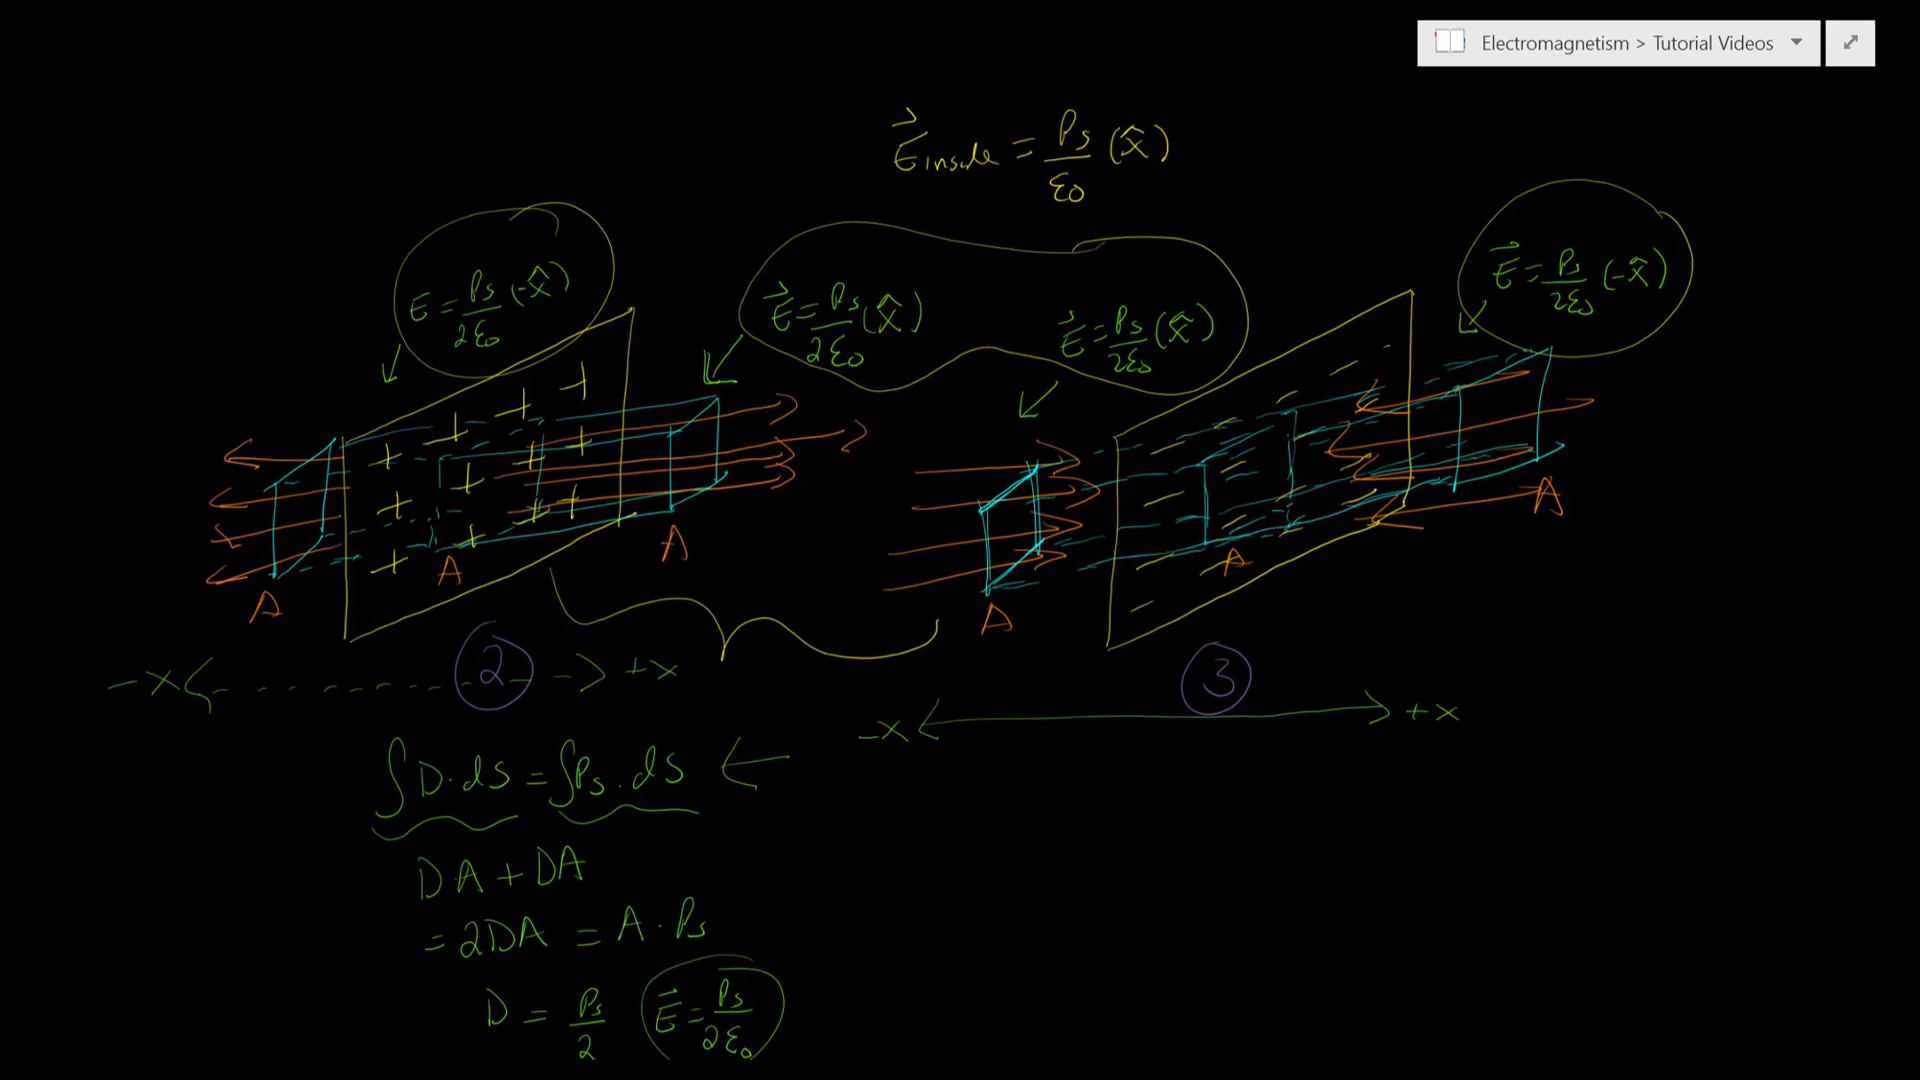 Electromagnetism > Tutorial Videos
E⃗ inside = ρs/ε0 (x̂)
E = ρs/2ε0 (-x̂)
E⃗ = ρs/2ε0 (x̂)
E⃗ = ρs/2ε0 (x̂)
E⃗ = ρs/2ε0 (-x̂)
A
A
A
A
A
A
-x
2
+x
3
-x
+x
∫D·ds = ∫ρs.ds
DA + DA
= 2DA = A · ρs
D = ρs/2 E⃗ = ρs/2ε0